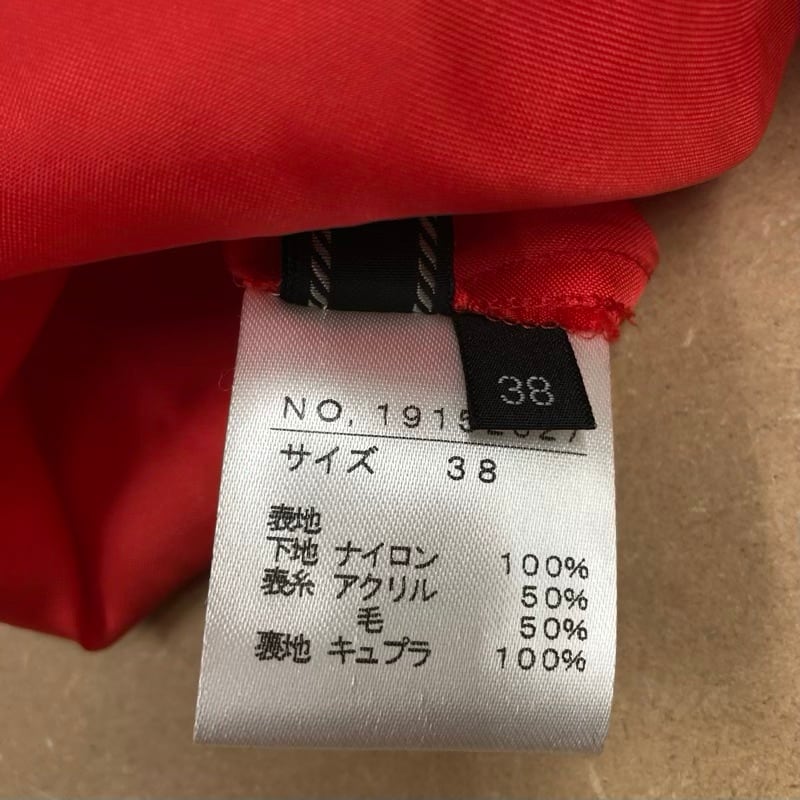 38
NO. 1915
サイズ 38
表地
下地 ナイロン 100%
表糸 アクリル 50%
毛 50%
裏地 キュプラ 100%